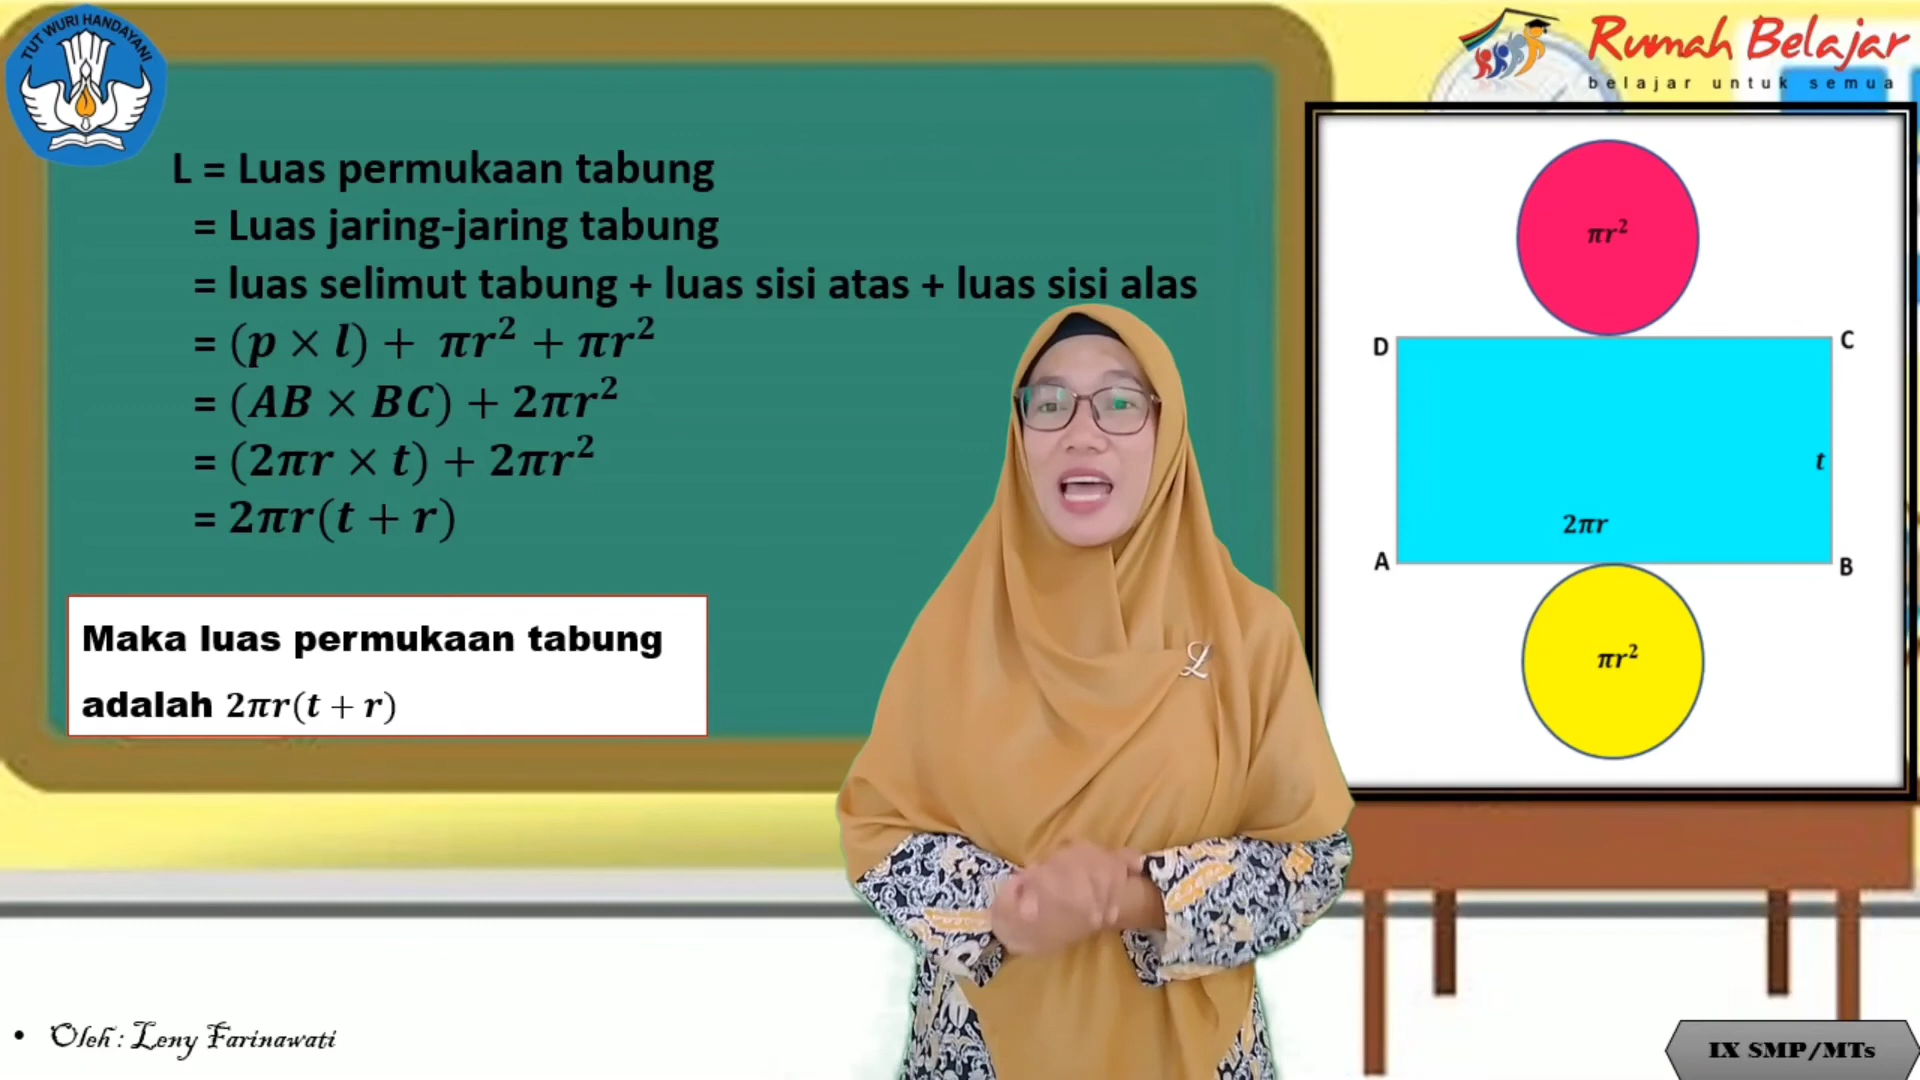 TUT WURI HANDAYANI
Rumah Belajar
belajar untuk semua
L = Luas permukaan tabung
= Luas jaring-jaring tabung
= luas selimut tabung + luas sisi atas + luas sisi alas
= (p × l) + πr² + πr²
= (AB × BC) + 2πr²
= (2πr × t) + 2πr²
= 2πr(t + r)
Maka luas permukaan tabung
adalah 2πr(t + r)
πr²
D
C
t
2πr
A
B
πr²
L
• Oleh : Leny Farinawati
IX SMP/MTs